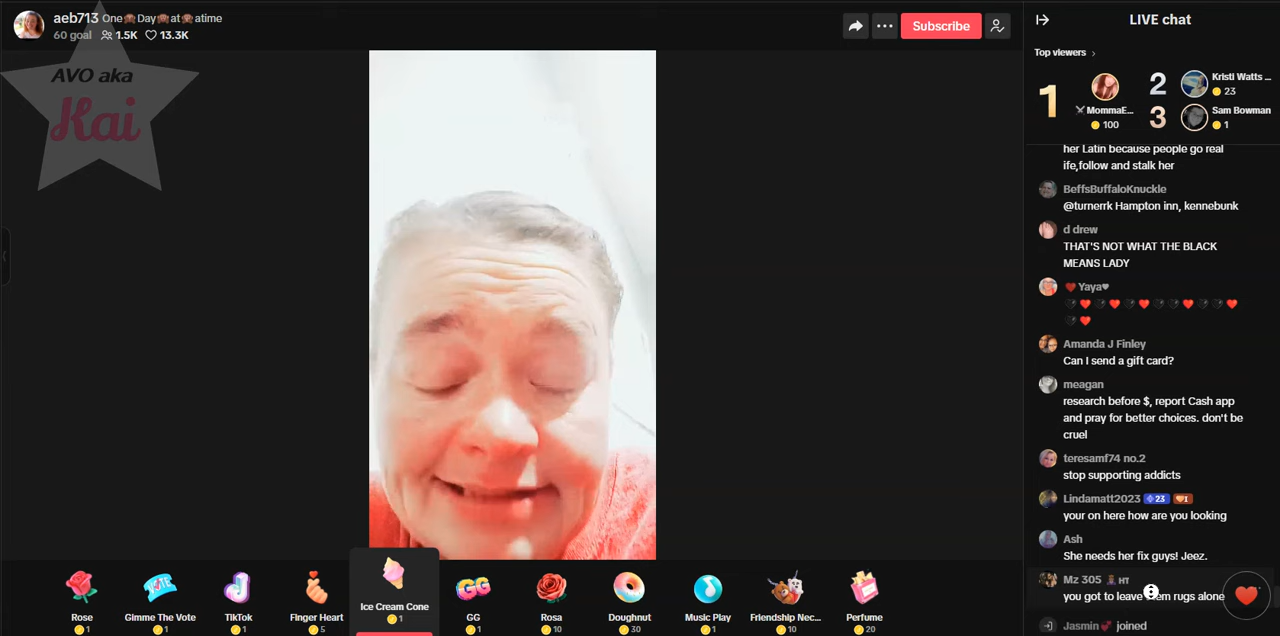 aeb713 One🙈Day🙈at🙈atime
60 goal 1.5K 13.3K
Subscribe
AVO aka
Kai
LIVE chat
Top viewers >
1
MommaE...
100
2
Kristi Watts ...
23
3
Sam Bowman
1
her Latin because people go real
ife,follow and stalk her
BeffsBuffaloKnuckle
@turnerrk Hampton inn, kennebunk
d drew
THAT'S NOT WHAT THE BLACK
MEANS LADY
Yaya
Amanda J Finley
Can I send a gift card?
meagan
research before $, report Cash app
and pray for better choices. don't be
cruel
teresamf74 no.2
stop supporting addicts
Lindamatt2023 23 I
your on here how are you looking
Ash
She needs her fix guys! Jeez.
Mz 305 HT
you got to leave em rugs alone
Jasmin joined
Rose
1
VOTE
Gimme The Vote
1
TikTok
1
Finger Heart
5
Ice Cream Cone
1
GG
GG
1
Rosa
10
Doughnut
30
Music Play
1
Friendship Nec...
10
Perfume
20